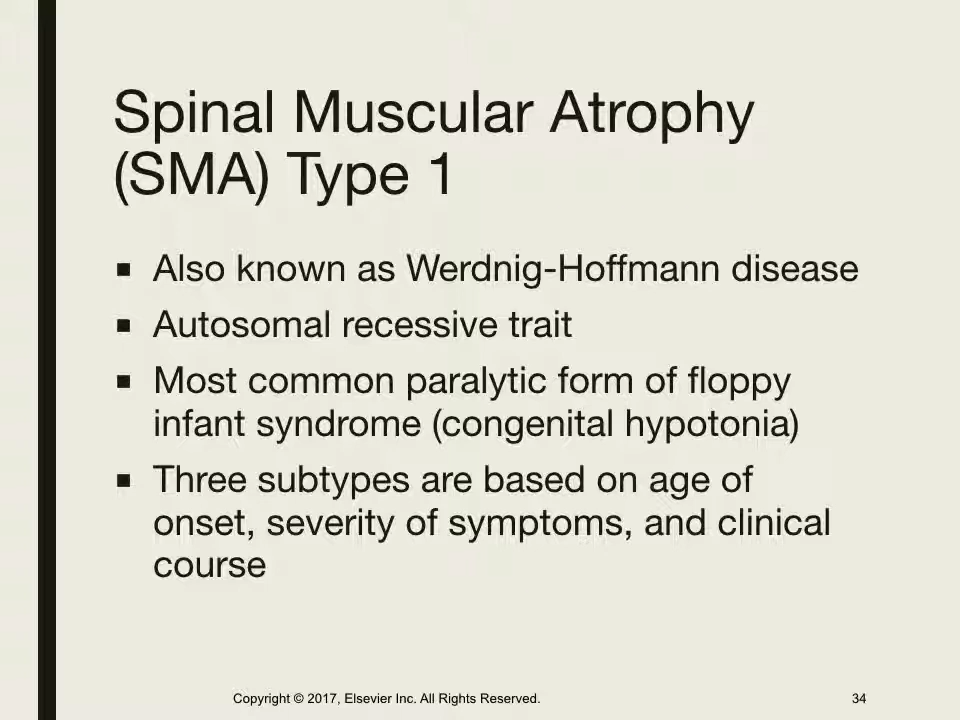 Spinal Muscular Atrophy
(SMA) Type 1
▪ Also known as Werdnig-Hoffmann disease
▪ Autosomal recessive trait
▪ Most common paralytic form of floppy
infant syndrome (congenital hypotonia)
▪ Three subtypes are based on age of
onset, severity of symptoms, and clinical
course
Copyright © 2017, Elsevier Inc. All Rights Reserved.
34